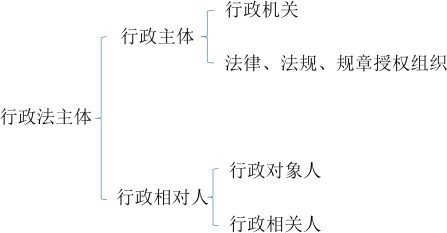 行政机关
行政主体
法律、法规、规章授权组织
行政法主体
行政对象人
行政相对人
行政相关人